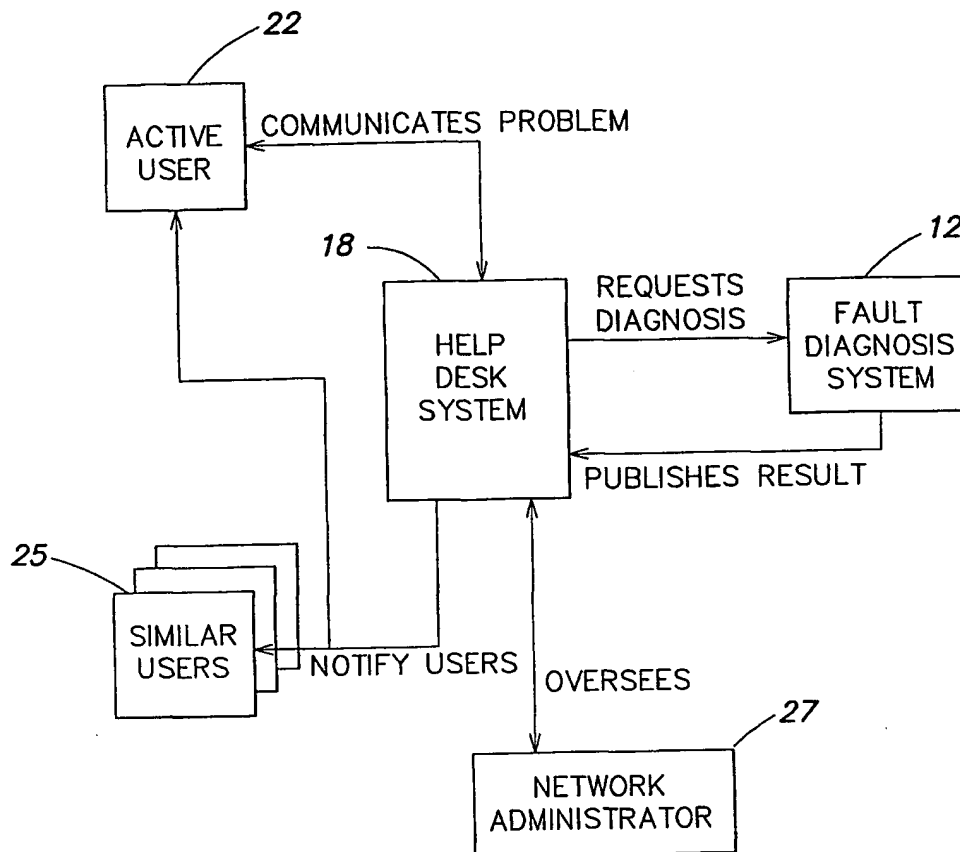 22
ACTIVE
USER
COMMUNICATES PROBLEM
18
HELP
DESK
SYSTEM
REQUESTS
DIAGNOSIS
12
FAULT
DIAGNOSIS
SYSTEM
PUBLISHES RESULT
25
SIMILAR
USERS
NOTIFY USERS
OVERSEES
27
NETWORK
ADMINISTRATOR